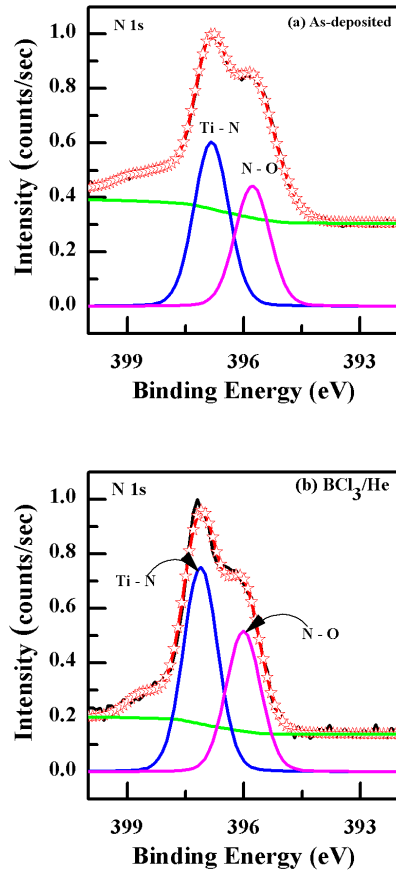 N 1s
(a) As-deposited
Intensity (counts/sec)
1.0
0.8
0.6
0.4
0.2
0.0
Ti - N
N - O
399
396
393
Binding Energy (eV)
N 1s
(b) BCl3/He
Intensity (counts/sec)
1.0
0.8
0.6
0.4
0.2
0.0
Ti - N
N - O
399
396
393
Binding Energy (eV)